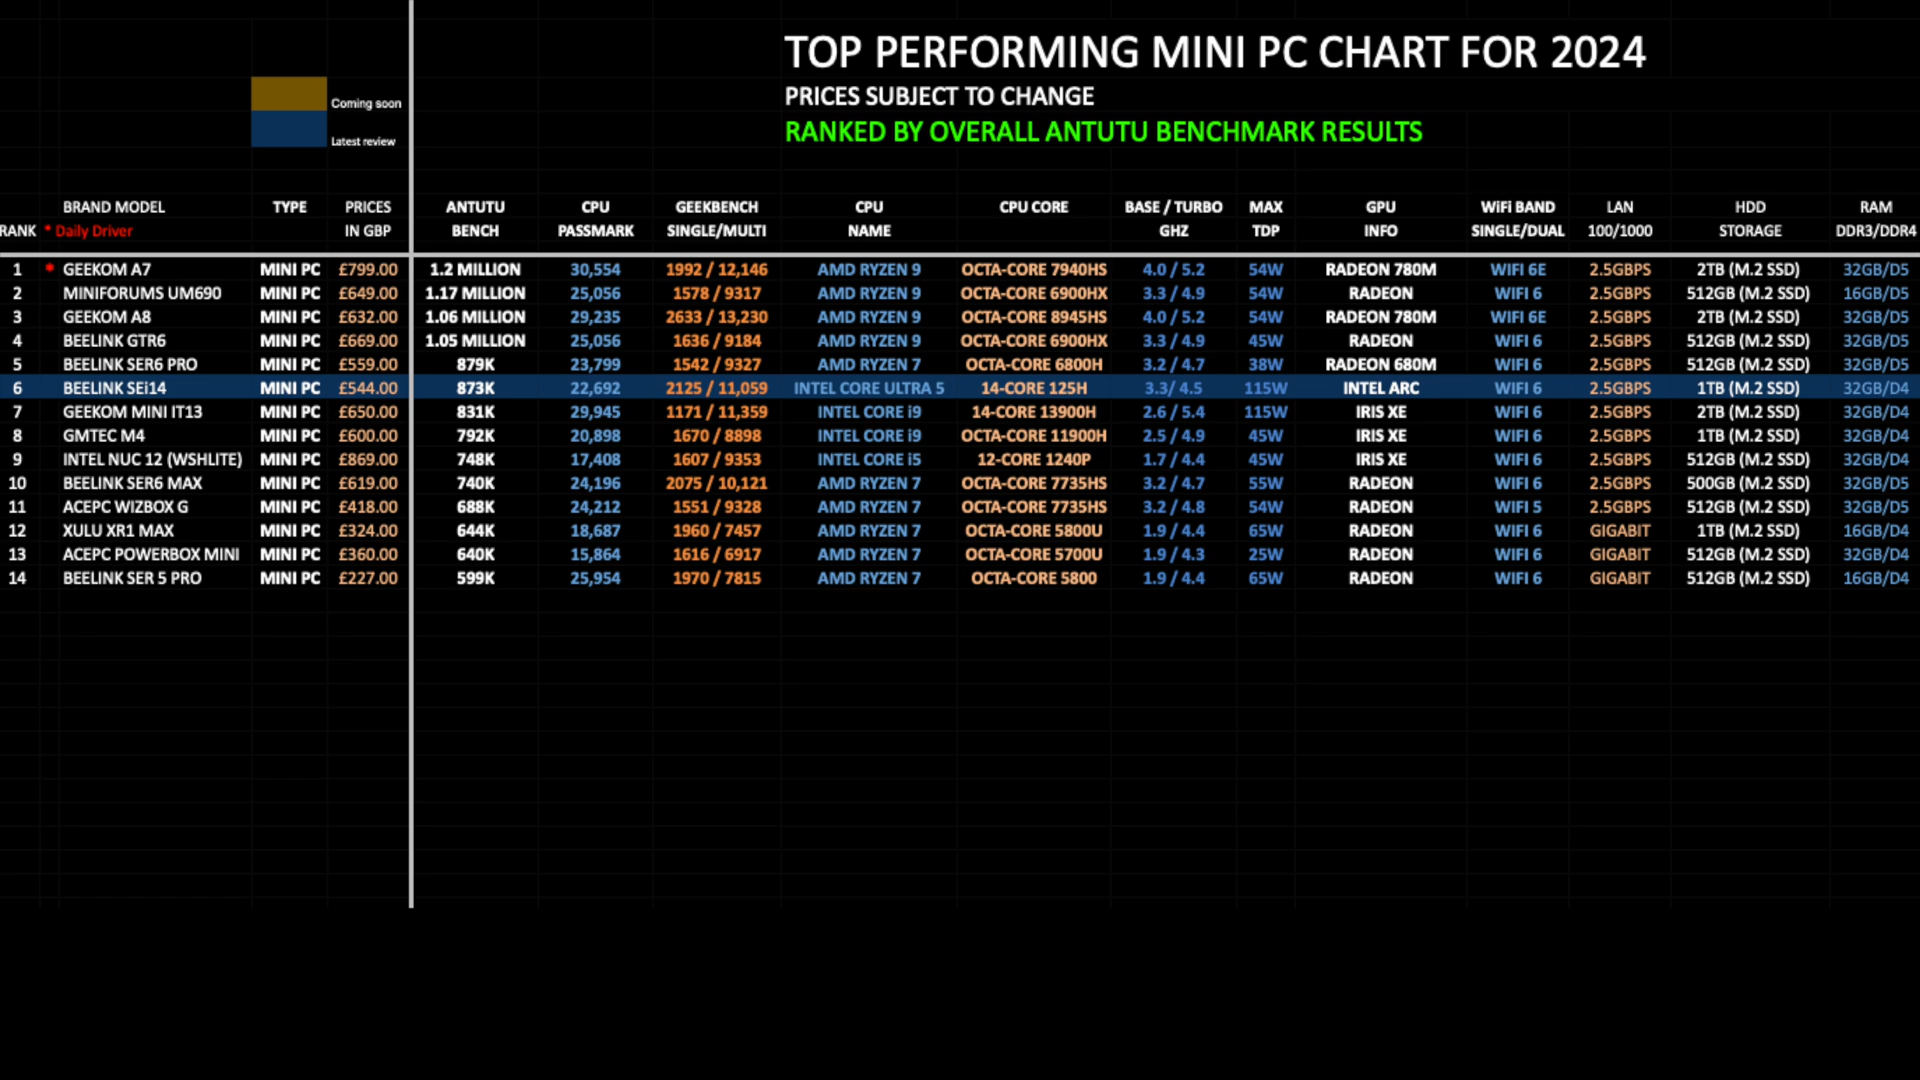 TOP PERFORMING MINI PC CHART FOR 2024
PRICES SUBJECT TO CHANGE
Coming soon
RANKED BY OVERALL ANTUTU BENCHMARK RESULTS
Latest review
BRAND MODEL TYPE PRICES ANTUTU CPU GEEKBENCH CPU CPU CORE BASE / TURBO MAX GPU WiFi BAND LAN HDD RAM
RANK * Daily Driver IN GBP BENCH PASSMARK SINGLE/MULTI NAME GHZ TDP INFO SINGLE/DUAL 100/1000 STORAGE DDR3/DDR4
1 * GEEKOM A7 MINI PC £799.00 1.2 MILLION 30,554 1992 / 12,146 AMD RYZEN 9 OCTA-CORE 7940HS 4.0 / 5.2 54W RADEON 780M WIFI 6E 2.5GBPS 2TB (M.2 SSD) 32GB/D5
2 MINIFORUMS UM690 MINI PC £649.00 1.17 MILLION 25,056 1578 / 9317 AMD RYZEN 9 OCTA-CORE 6900HX 3.3 / 4.9 54W RADEON WIFI 6 2.5GBPS 512GB (M.2 SSD) 16GB/D5
3 GEEKOM A8 MINI PC £632.00 1.06 MILLION 29,235 2633 / 13,230 AMD RYZEN 9 OCTA-CORE 8945HS 4.0 / 5.2 54W RADEON 780M WIFI 6E 2.5GBPS 2TB (M.2 SSD) 32GB/D5
4 BEELINK GTR6 MINI PC £669.00 1.05 MILLION 25,056 1636 / 9184 AMD RYZEN 9 OCTA-CORE 6900HX 3.3 / 4.9 45W RADEON WIFI 6 2.5GBPS 512GB (M.2 SSD) 32GB/D5
5 BEELINK SER6 PRO MINI PC £559.00 879K 23,799 1542 / 9327 AMD RYZEN 7 OCTA-CORE 6800H 3.2 / 4.7 38W RADEON 680M WIFI 6 2.5GBPS 512GB (M.2 SSD) 32GB/D5
6 BEELINK SEi14 MINI PC £544.00 873K 22,692 2125 / 11,059 INTEL CORE ULTRA 5 14-CORE 125H 3.3/ 4.5 115W INTEL ARC WIFI 6 2.5GBPS 1TB (M.2 SSD) 32GB/D4
7 GEEKOM MINI IT13 MINI PC £650.00 831K 29,945 1171 / 11,359 INTEL CORE i9 14-CORE 13900H 2.6 / 5.4 115W IRIS XE WIFI 6 2.5GBPS 2TB (M.2 SSD) 32GB/D4
8 GMTEC M4 MINI PC £600.00 792K 20,898 1670 / 8898 INTEL CORE i9 OCTA-CORE 11900H 2.5 / 4.9 45W IRIS XE WIFI 6 2.5GBPS 1TB (M.2 SSD) 32GB/D4
9 INTEL NUC 12 (WSHLITE) MINI PC £869.00 748K 17,408 1607 / 9353 INTEL CORE i5 12-CORE 1240P 1.7 / 4.4 45W IRIS XE WIFI 6 2.5GBPS 512GB (M.2 SSD) 32GB/D4
10 BEELINK SER6 MAX MINI PC £619.00 740K 24,196 2075 / 10,121 AMD RYZEN 7 OCTA-CORE 7735HS 3.2 / 4.7 55W RADEON WIFI 6 2.5GBPS 500GB (M.2 SSD) 32GB/D5
11 ACEPC WIZBOX G MINI PC £418.00 688K 24,212 1551 / 9328 AMD RYZEN 7 OCTA-CORE 7735HS 3.2 / 4.8 54W RADEON WIFI 5 2.5GBPS 512GB (M.2 SSD) 32GB/D5
12 XULU XR1 MAX MINI PC £324.00 644K 18,687 1960 / 7457 AMD RYZEN 7 OCTA-CORE 5800U 1.9 / 4.4 65W RADEON WIFI 6 GIGABIT 1TB (M.2 SSD) 16GB/D4
13 ACEPC POWERBOX MINI MINI PC £360.00 640K 15,864 1616 / 6917 AMD RYZEN 7 OCTA-CORE 5700U 1.9 / 4.3 25W RADEON WIFI 6 GIGABIT 512GB (M.2 SSD) 32GB/D4
14 BEELINK SER 5 PRO MINI PC £227.00 599K 25,954 1970 / 7815 AMD RYZEN 7 OCTA-CORE 5800 1.9 / 4.4 65W RADEON WIFI 6 GIGABIT 512GB (M.2 SSD) 16GB/D4